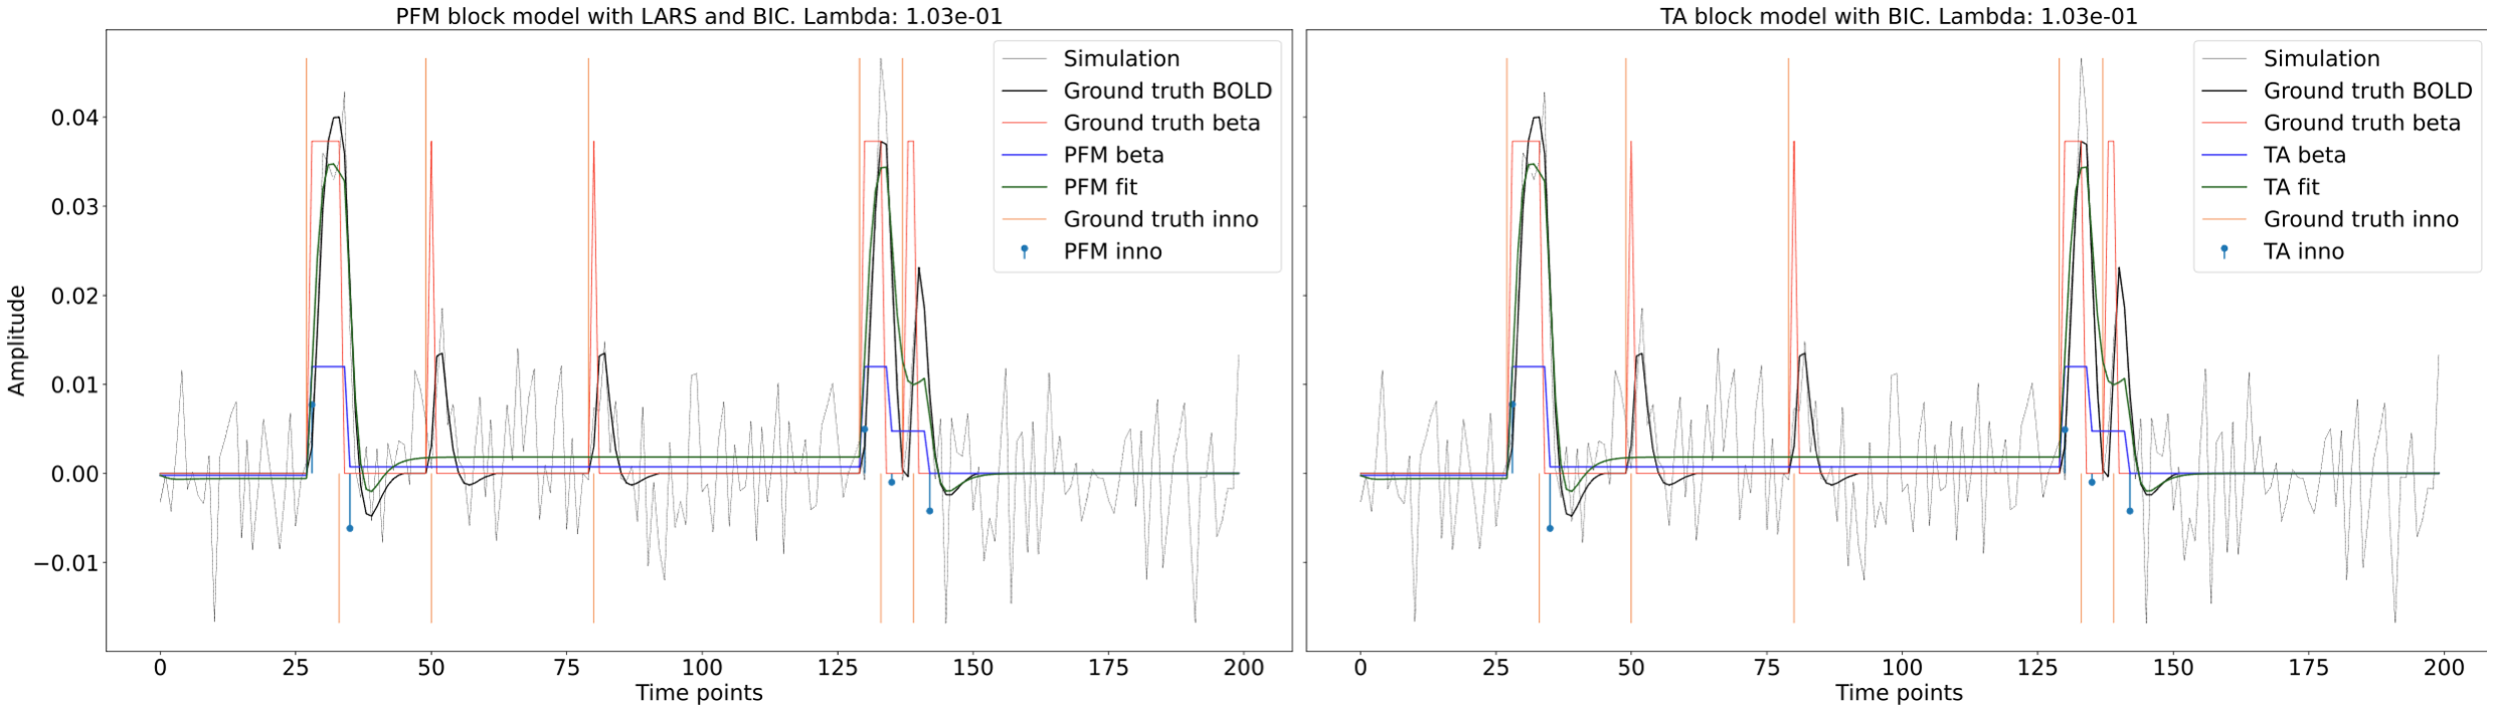 PFM block model with LARS and BIC. Lambda: 1.03e-01
Amplitude
0.04
0.03
0.02
0.01
0.00
−0.01
Simulation
Ground truth BOLD
Ground truth beta
PFM beta
PFM fit
Ground truth inno
PFM inno
0 25 50 75 100 125 150 175 200
Time points
TA block model with BIC. Lambda: 1.03e-01
Simulation
Ground truth BOLD
Ground truth beta
TA beta
TA fit
Ground truth inno
TA inno
0 25 50 75 100 125 150 175 200
Time points